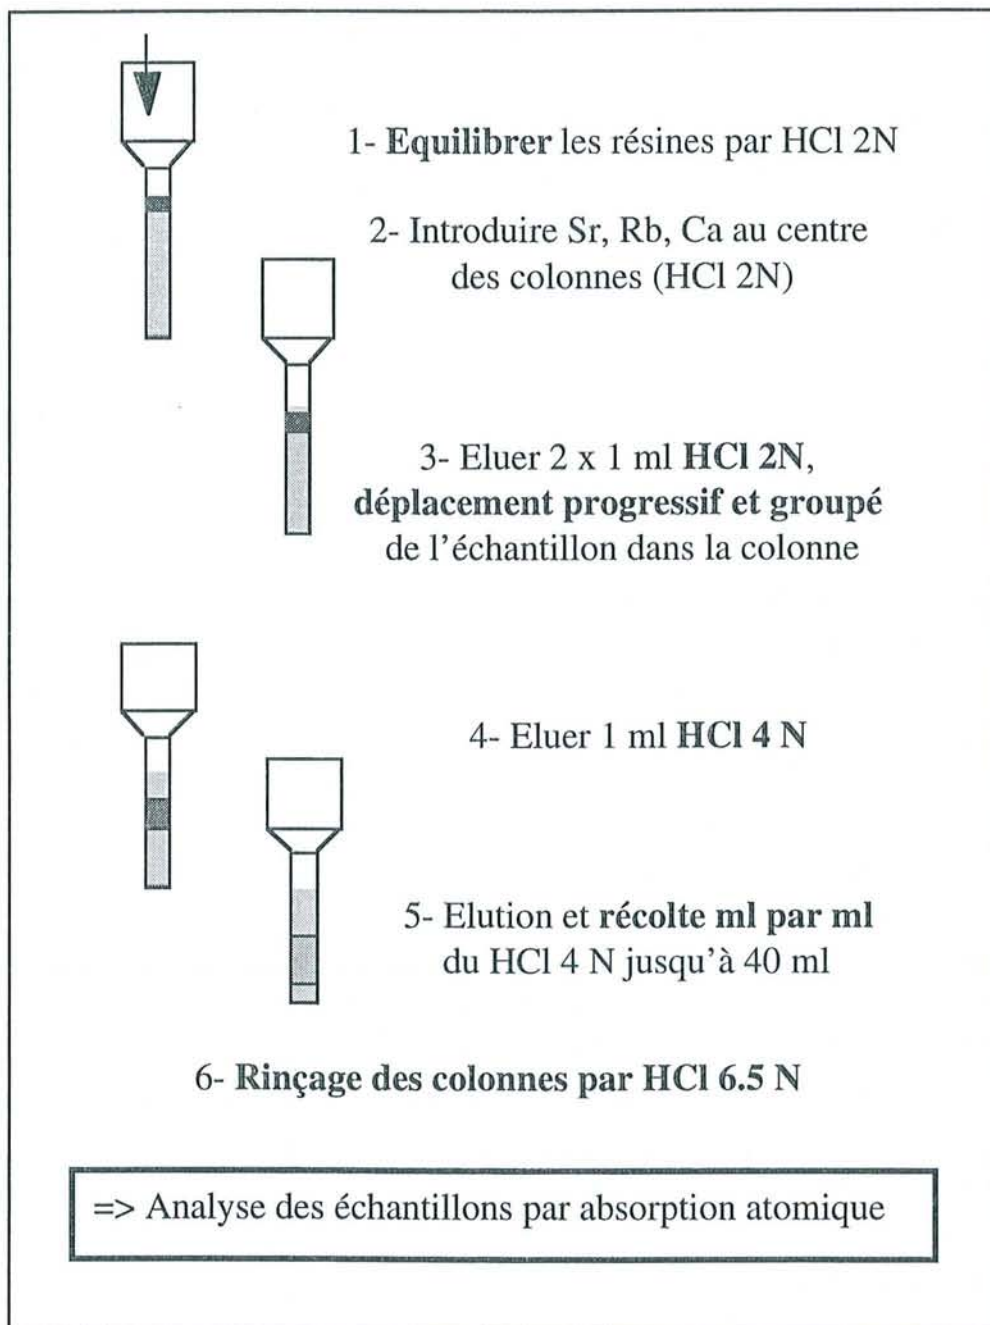 1- Equilibrer les résines par HCl 2N
2- Introduire Sr, Rb, Ca au centre
des colonnes (HCl 2N)
3- Eluer 2 x 1 ml HCl 2N,
déplacement progressif et groupé
de l'échantillon dans la colonne
4- Eluer 1 ml HCl 4 N
5- Elution et récolte ml par ml
du HCl 4 N jusqu'à 40 ml
6- Rinçage des colonnes par HCl 6.5 N
=> Analyse des échantillons par absorption atomique